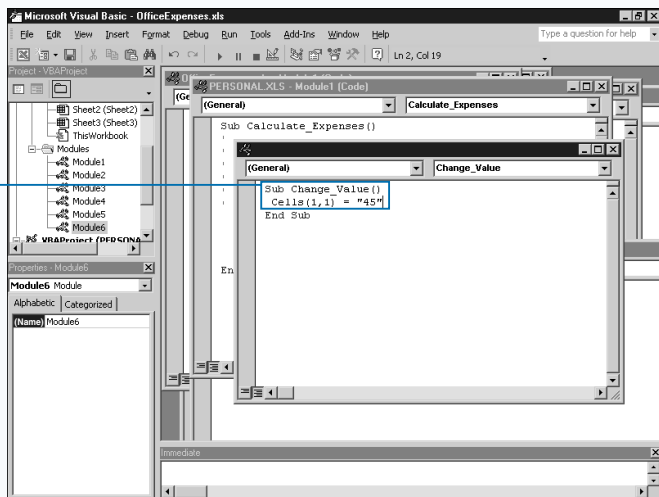 Microsoft Visual Basic - OfficeExpenses.xls
File Edit View Insert Format Debug Run Tools Add-Ins Window Help
Type a question for help
Ln 2, Col 19
Project - VBAProject
Sheet2 (Sheet2)
Sheet3 (Sheet3)
ThisWorkbook
Modules
Module1
Module2
Module3
Module4
Module5
Module6
VBAProject (PERSONA
Properties - Module6
Module6 Module
Alphabetic Categorized
(Name) Module6
(Ge
PERSONAL.XLS - Module1 (Code)
(General) Calculate_Expenses
Sub Calculate_Expenses()
En
(General) Change_Value
Sub Change_Value()
Cells(1,1) = "45"
End Sub
Immediate